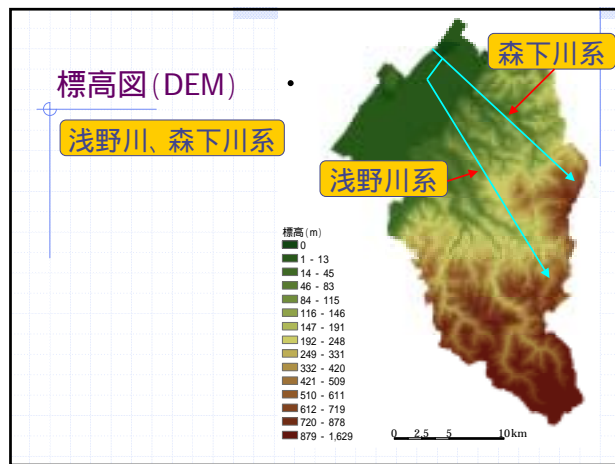 標高図(DEM)
浅野川、森下川系
森下川系
浅野川系
標高(m)
0
1 - 13
14 - 45
46 - 83
84 - 115
116 - 146
147 - 191
192 - 248
249 - 331
332 - 420
421 - 509
510 - 611
612 - 719
720 - 878
879 - 1,629
0 2.5 5 10km